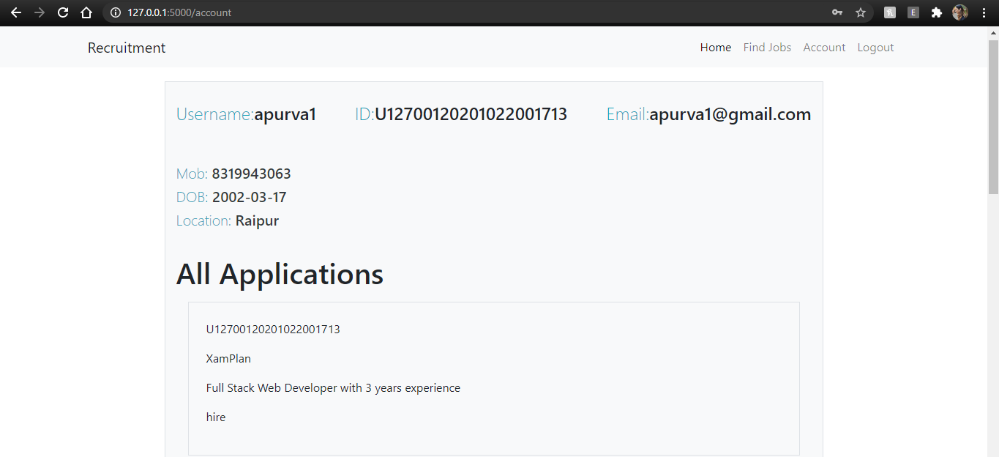 127.0.0.1:5000/account
E
Recruitment
Home Find Jobs Account Logout
Username:apurva1 ID:U12700120201022001713 Email:apurva1@gmail.com
Mob: 8319943063
DOB: 2002-03-17
Location: Raipur
All Applications
U12700120201022001713
XamPlan
Full Stack Web Developer with 3 years experience
hire